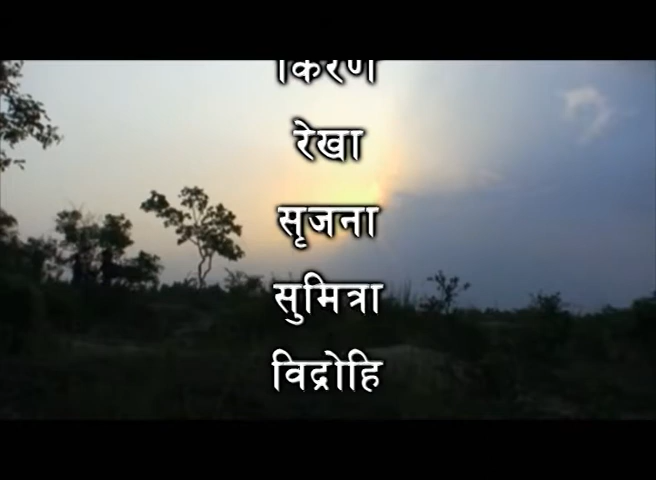 किरण
रेखा
सृजना
सुमित्रा
विद्रोहि